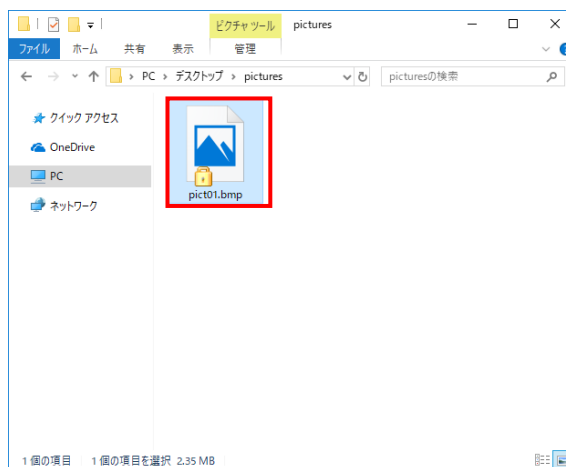 ピクチャ ツール pictures
ファイル ホーム 共有 表示 管理
PC › デスクトップ › pictures picturesの検索
クイック アクセス
OneDrive
PC
ネットワーク
pict01.bmp
1 個の項目 1 個の項目を選択 2.35 MB